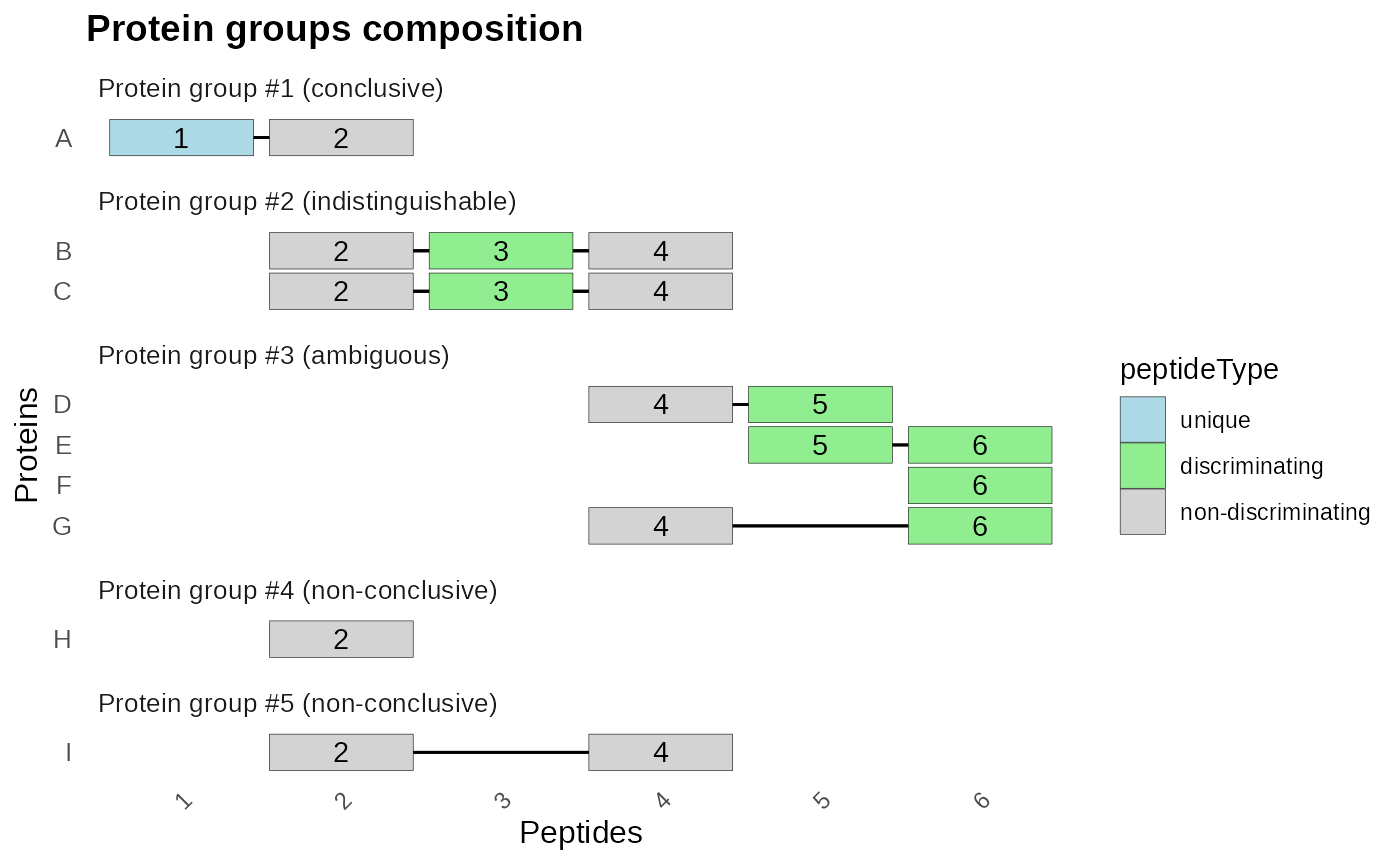 Protein groups composition
Protein group #1 (conclusive)
A 1 2
Protein group #2 (indistinguishable)
B 2 3 4
C 2 3 4
Protein group #3 (ambiguous)
D 4 5
E 5 6
F 6
G 4 6
Protein group #4 (non-conclusive)
H 2
Protein group #5 (non-conclusive)
I 2 4
1 2 3 4 5 6
Peptides
Proteins
peptideType
unique
discriminating
non-discriminating